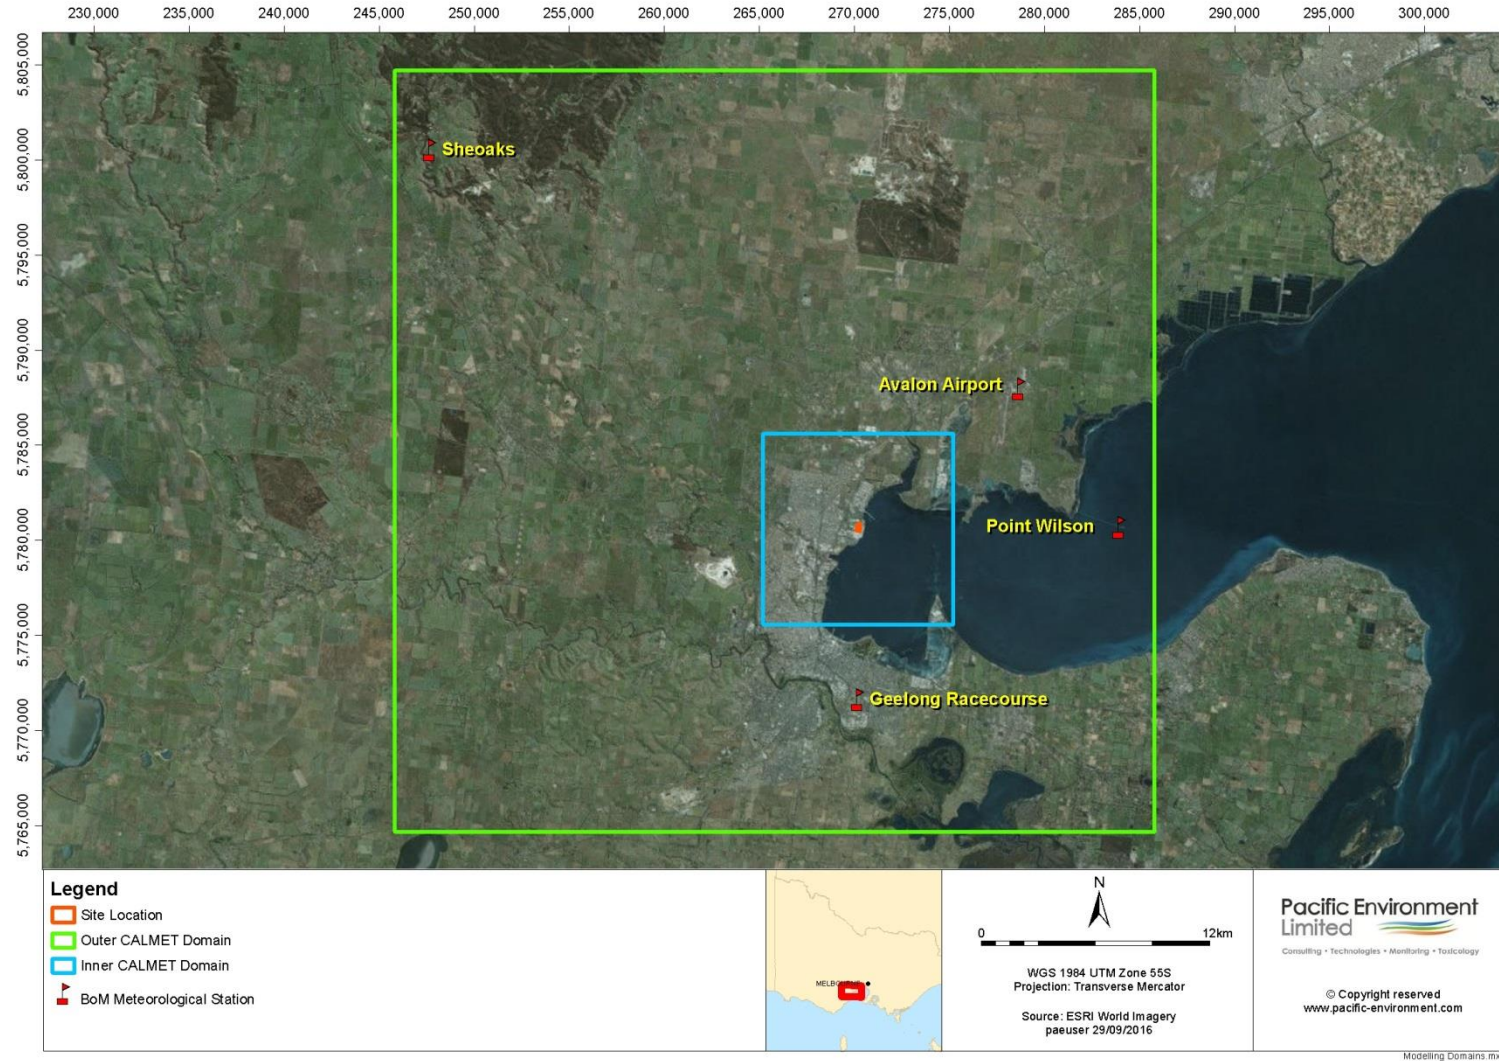 230,000 235,000 240,000 245,000 250,000 255,000 260,000 265,000 270,000 275,000 280,000 285,000 290,000 295,000 300,000
5,805,000
5,800,000
5,795,000
5,790,000
5,785,000
5,780,000
5,775,000
5,770,000
5,765,000
Sheoaks
Avalon Airport
Point Wilson
Geelong Racecourse
Legend
Site Location
Outer CALMET Domain
Inner CALMET Domain
BoM Meteorological Station
N
0 12km
WGS 1984 UTM Zone 55S
Projection: Transverse Mercator
Source: ESRI World Imagery
paeuser 29/09/2016
Pacific Environment
Limited
Consulting • Technologies • Monitoring • Toxicology
© Copyright reserved
www.pacific-environment.com
Modelling Domains.mx